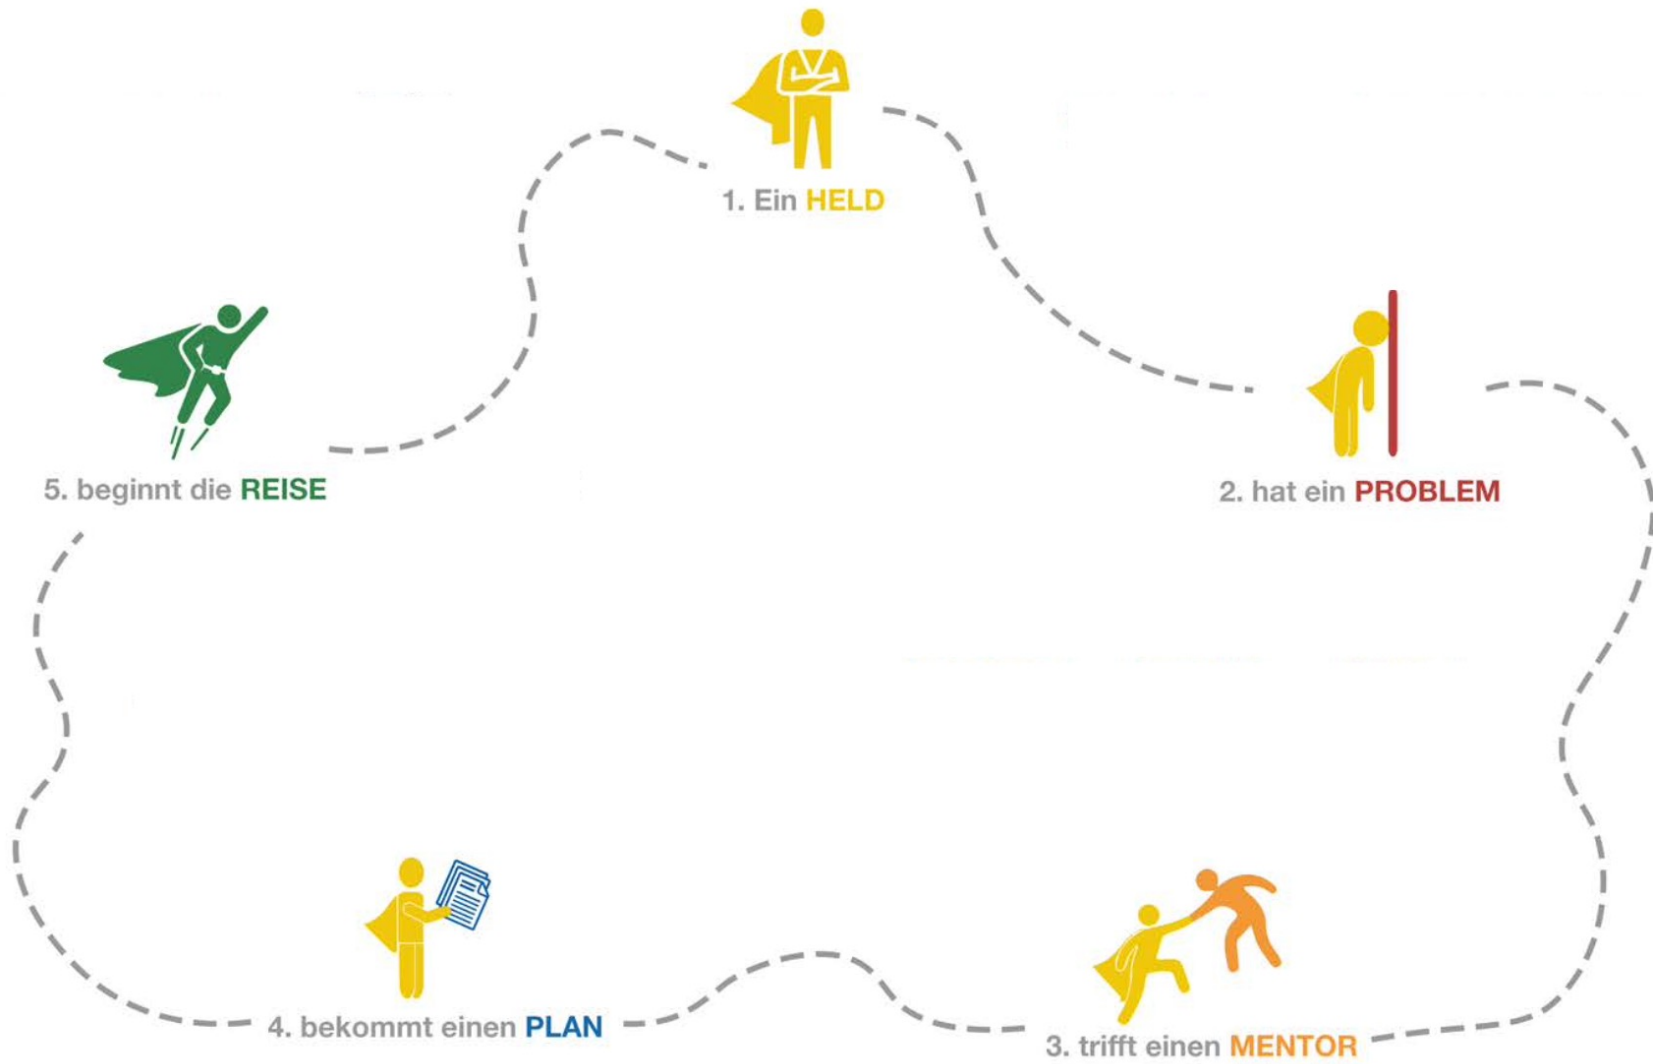 1. Ein HELD
2. hat ein PROBLEM
3. trifft einen MENTOR
4. bekommt einen PLAN
5. beginnt die REISE